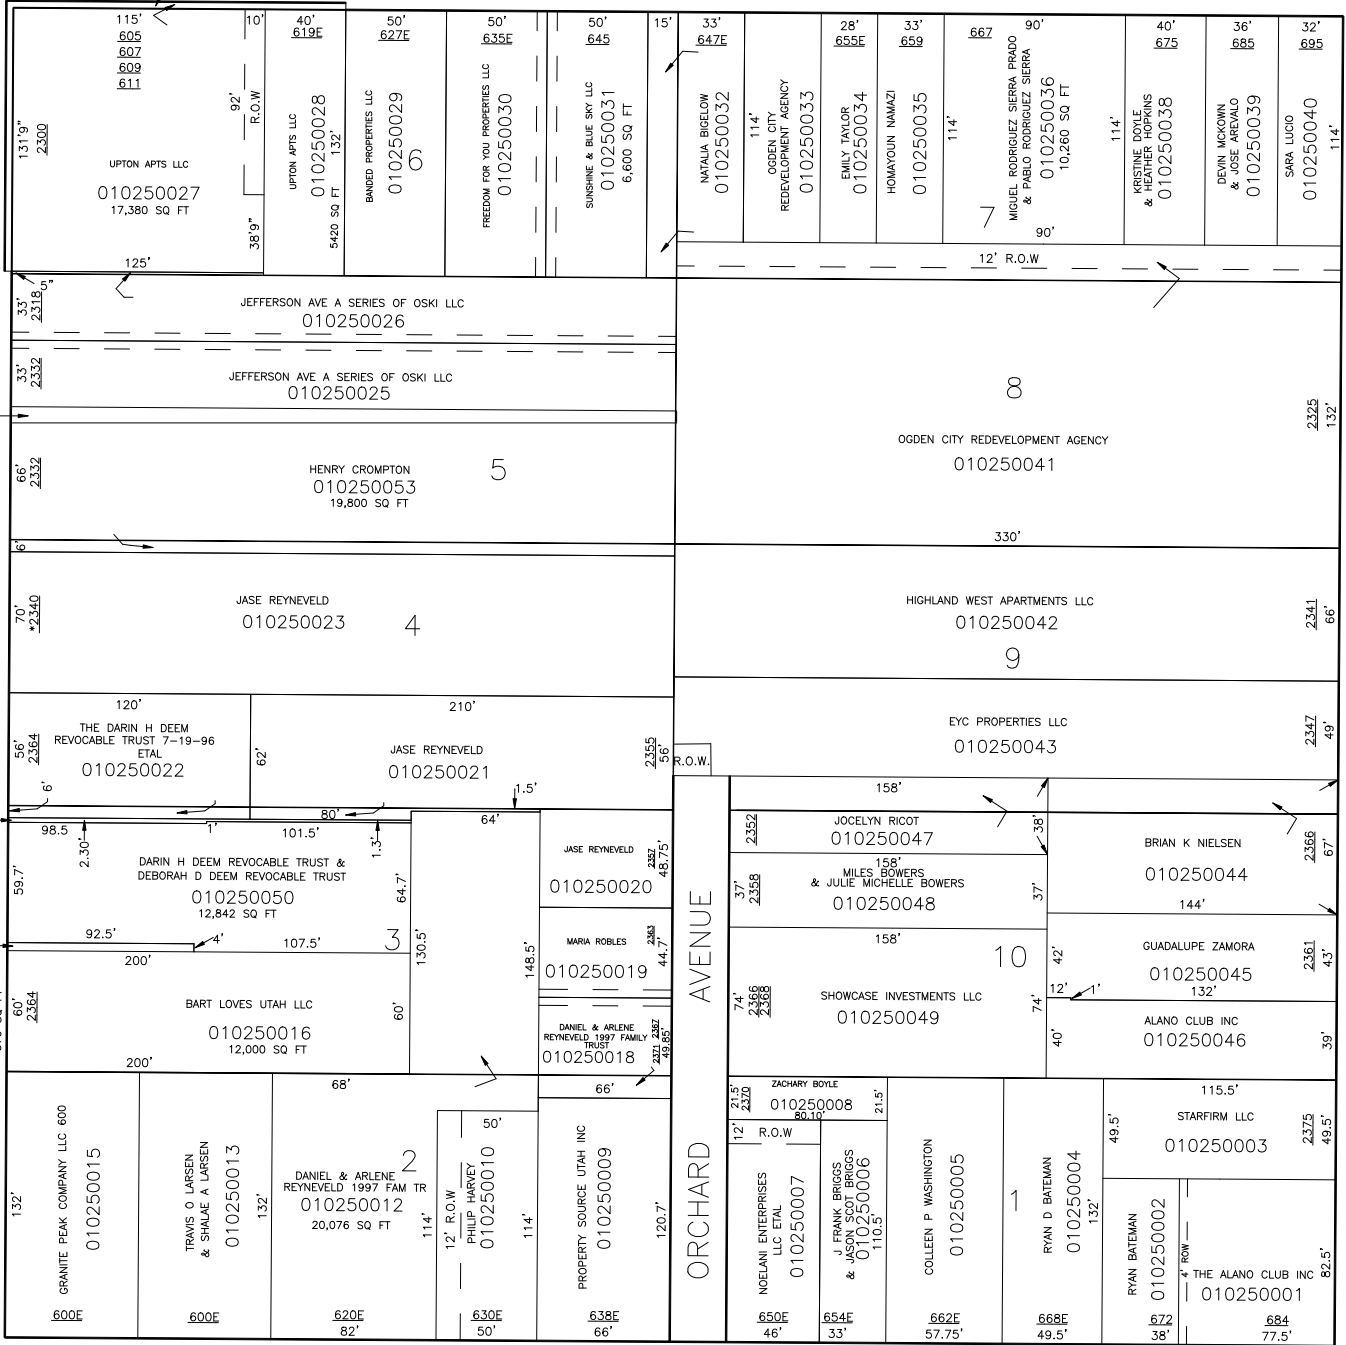 115'
605
607
609
611
10'
92'
R.O.W
131'9"
2300
UPTON APTS LLC
010250027
17,380 SQ FT
38'9"
125'
40'
619E
UPTON APTS LLC
010250028
5420 SQ FT
132'
50'
627E
BANDED PROPERTIES LLC
010250029
6
50'
635E
FREEDOM FOR YOU PROPERTIES LLC
010250030
50'
645
SUNSHINE & BLUE SKY LLC
010250031
6,600 SQ FT
15'
33'
647E
NATALIA BIGELOW
010250032
114'
OGDEN CITY
REDEVELOPMENT AGENCY
010250033
28'
655E
EMILY TAYLOR
010250034
33'
659
HOMAYOUN NAMAZI
010250035
114'
667
90'
MIGUEL RODRIGUEZ SIERRA PRADO
& PABLO RODRIGUEZ SIERRA
010250036
10,260 SQ FT
7
90'
114'
40'
675
KRISTINE DOYLE
& HEATHER HOPKINS
010250038
36'
685
DEVIN MCKOWN
& JOSE AREVALO
010250039
32'
695
SARA LUCIO
010250040
114'
12' R.O.W
5"
33'
2318
JEFFERSON AVE A SERIES OF OSKI LLC
010250026
33'
2332
JEFFERSON AVE A SERIES OF OSKI LLC
010250025
66'
2332
HENRY CROMPTON
010250053
19,800 SQ FT
5
8
OGDEN CITY REDEVELOPMENT AGENCY
010250041
2325
132'
330'
6'
70'
*2340
JASE REYNEVELD
010250023
4
HIGHLAND WEST APARTMENTS LLC
010250042
2341
66'
9
EYC PROPERTIES LLC
010250043
2347
49'
120'
56'
2364
THE DARIN H DEEM
REVOCABLE TRUST 7-19-96
ETAL
010250022
62'
210'
JASE REYNEVELD
010250021
2355
56'
R.O.W.
6'
80'
1.5'
98.5
1'
101.5'
2.30'
1.3'
59.7'
DARIN H DEEM REVOCABLE TRUST &
DEBORAH D DEEM REVOCABLE TRUST
010250050
12,842 SQ FT
64.7'
3
92.5'
4'
107.5'
200'
60'
2364
BART LOVES UTAH LLC
010250016
12,000 SQ FT
60'
200'
64'
130.5'
148.5'
JASE REYNEVELD
010250020
2357
48.75'
MARIA ROBLES
010250019
2363
44.7'
DANIEL & ARLENE
REYNEVELD 1997 FAMILY
TRUST
010250018
2371
2367
49.85'
ORCHARD AVENUE
158'
2352
JOCELYN RICOT
010250047
38'
158'
37'
2358
MILES BOWERS
& JULIE MICHELLE BOWERS
010250048
37'
158'
10
74'
2366
2368
SHOWCASE INVESTMENTS LLC
010250049
74'
BRIAN K NIELSEN
010250044
2366
67'
144'
42'
GUADALUPE ZAMORA
010250045
2361
43'
12'
1'
132'
40'
ALANO CLUB INC
010250046
39'
132'
GRANITE PEAK COMPANY LLC 600
010250015
600E
TRAVIS O LARSEN
& SHALAE A LARSEN
010250013
132'
600E
68'
2
DANIEL & ARLENE
REYNEVELD 1997 FAM TR
010250012
20,076 SQ FT
114'
620E
82'
50'
12' R.O.W
PHILIP HARVEY
010250010
114'
630E
50'
66'
PROPERTY SOURCE UTAH INC
010250009
120.7'
638E
66'
21.5'
2370
ZACHARY BOYLE
010250008
80.10'
21.5'
12'
R.O.W
NOELANI ENTERPRISES
LLC ETAL
010250007
650E
46'
J FRANK BRIGGS
& JASON SCOT BRIGGS
010250006
110.5'
654E
33'
COLLEEN P WASHINGTON
010250005
662E
57.75'
1
RYAN D BATEMAN
010250004
132'
668E
49.5'
115.5'
49.5'
STARFIRM LLC
010250003
2375
49.5'
RYAN BATEMAN
010250002
672
38'
4' ROW
THE ALANO CLUB INC
010250001
82.5'
684
77.5'